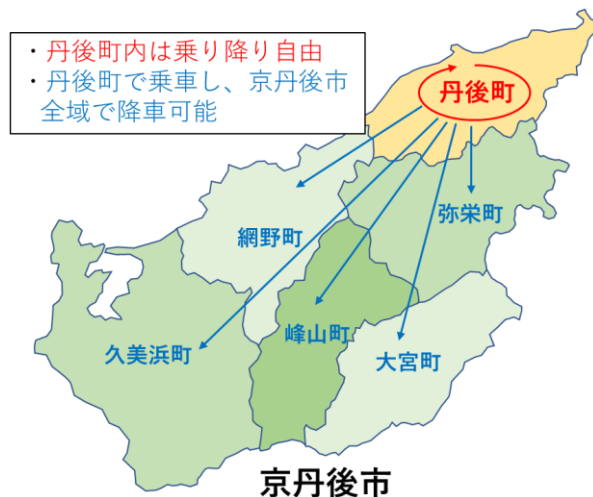 ・丹後町内は乗り降り自由
・丹後町で乗車し、京丹後市
全域で降車可能
丹後町
弥栄町
網野町
峰山町
久美浜町
大宮町
京丹後市